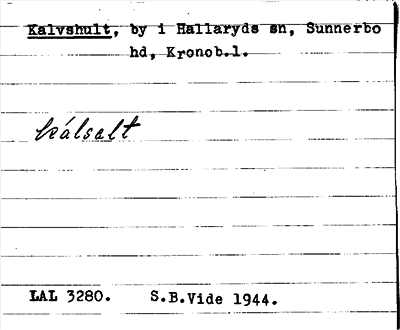 Kalvshult, by i Hallaryds sn, Sunnerbo
hd, Kronob.l.
kálsalt
LAL 3280. S.B.Vide 1944.